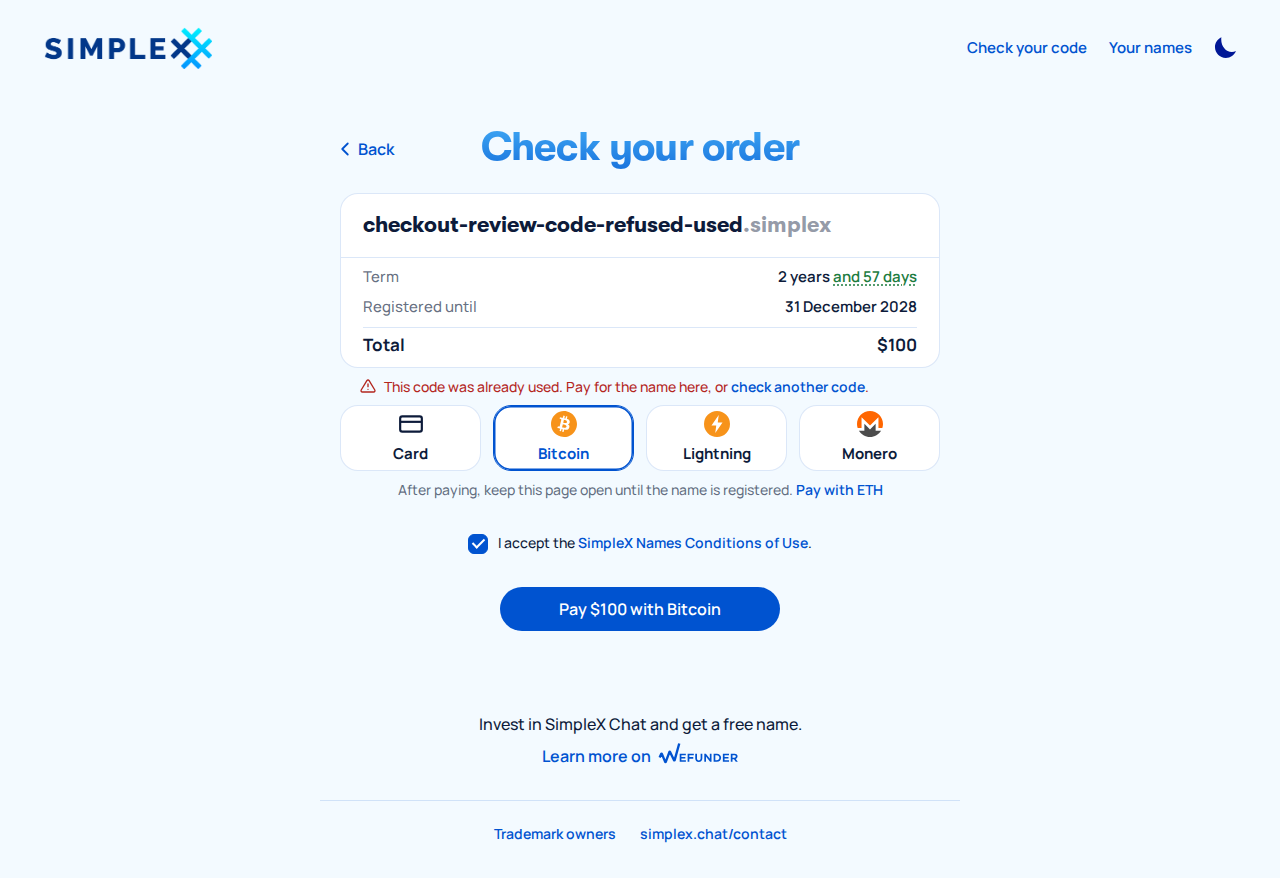 SIMPLEX
Check your code
Your names
Back
Check your order
checkout-review-code-refused-used.simplex
Term
2 years and 57 days
Registered until
31 December 2028
Total
$100
This code was already used. Pay for the name here, or check another code.
Card
Bitcoin
Lightning
Monero
After paying, keep this page open until the name is registered. Pay with ETH
I accept the SimpleX Names Conditions of Use.
Pay $100 with Bitcoin
Invest in SimpleX Chat and get a free name.
Learn more on WEFUNDER
Trademark owners
simplex.chat/contact